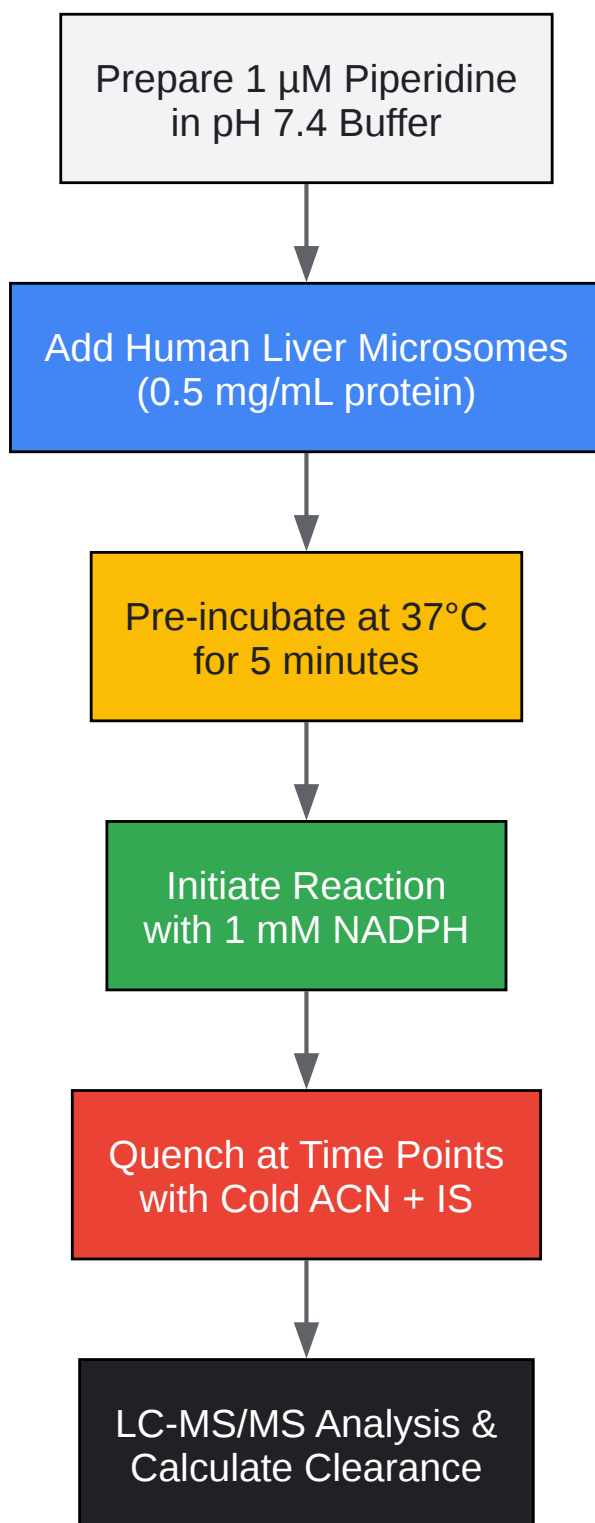 Prepare 1 µM Piperidine
in pH 7.4 Buffer
Add Human Liver Microsomes
(0.5 mg/mL protein)
Pre-incubate at 37°C
for 5 minutes
Initiate Reaction
with 1 mM NADPH
Quench at Time Points
with Cold ACN + IS
LC-MS/MS Analysis &
Calculate Clearance